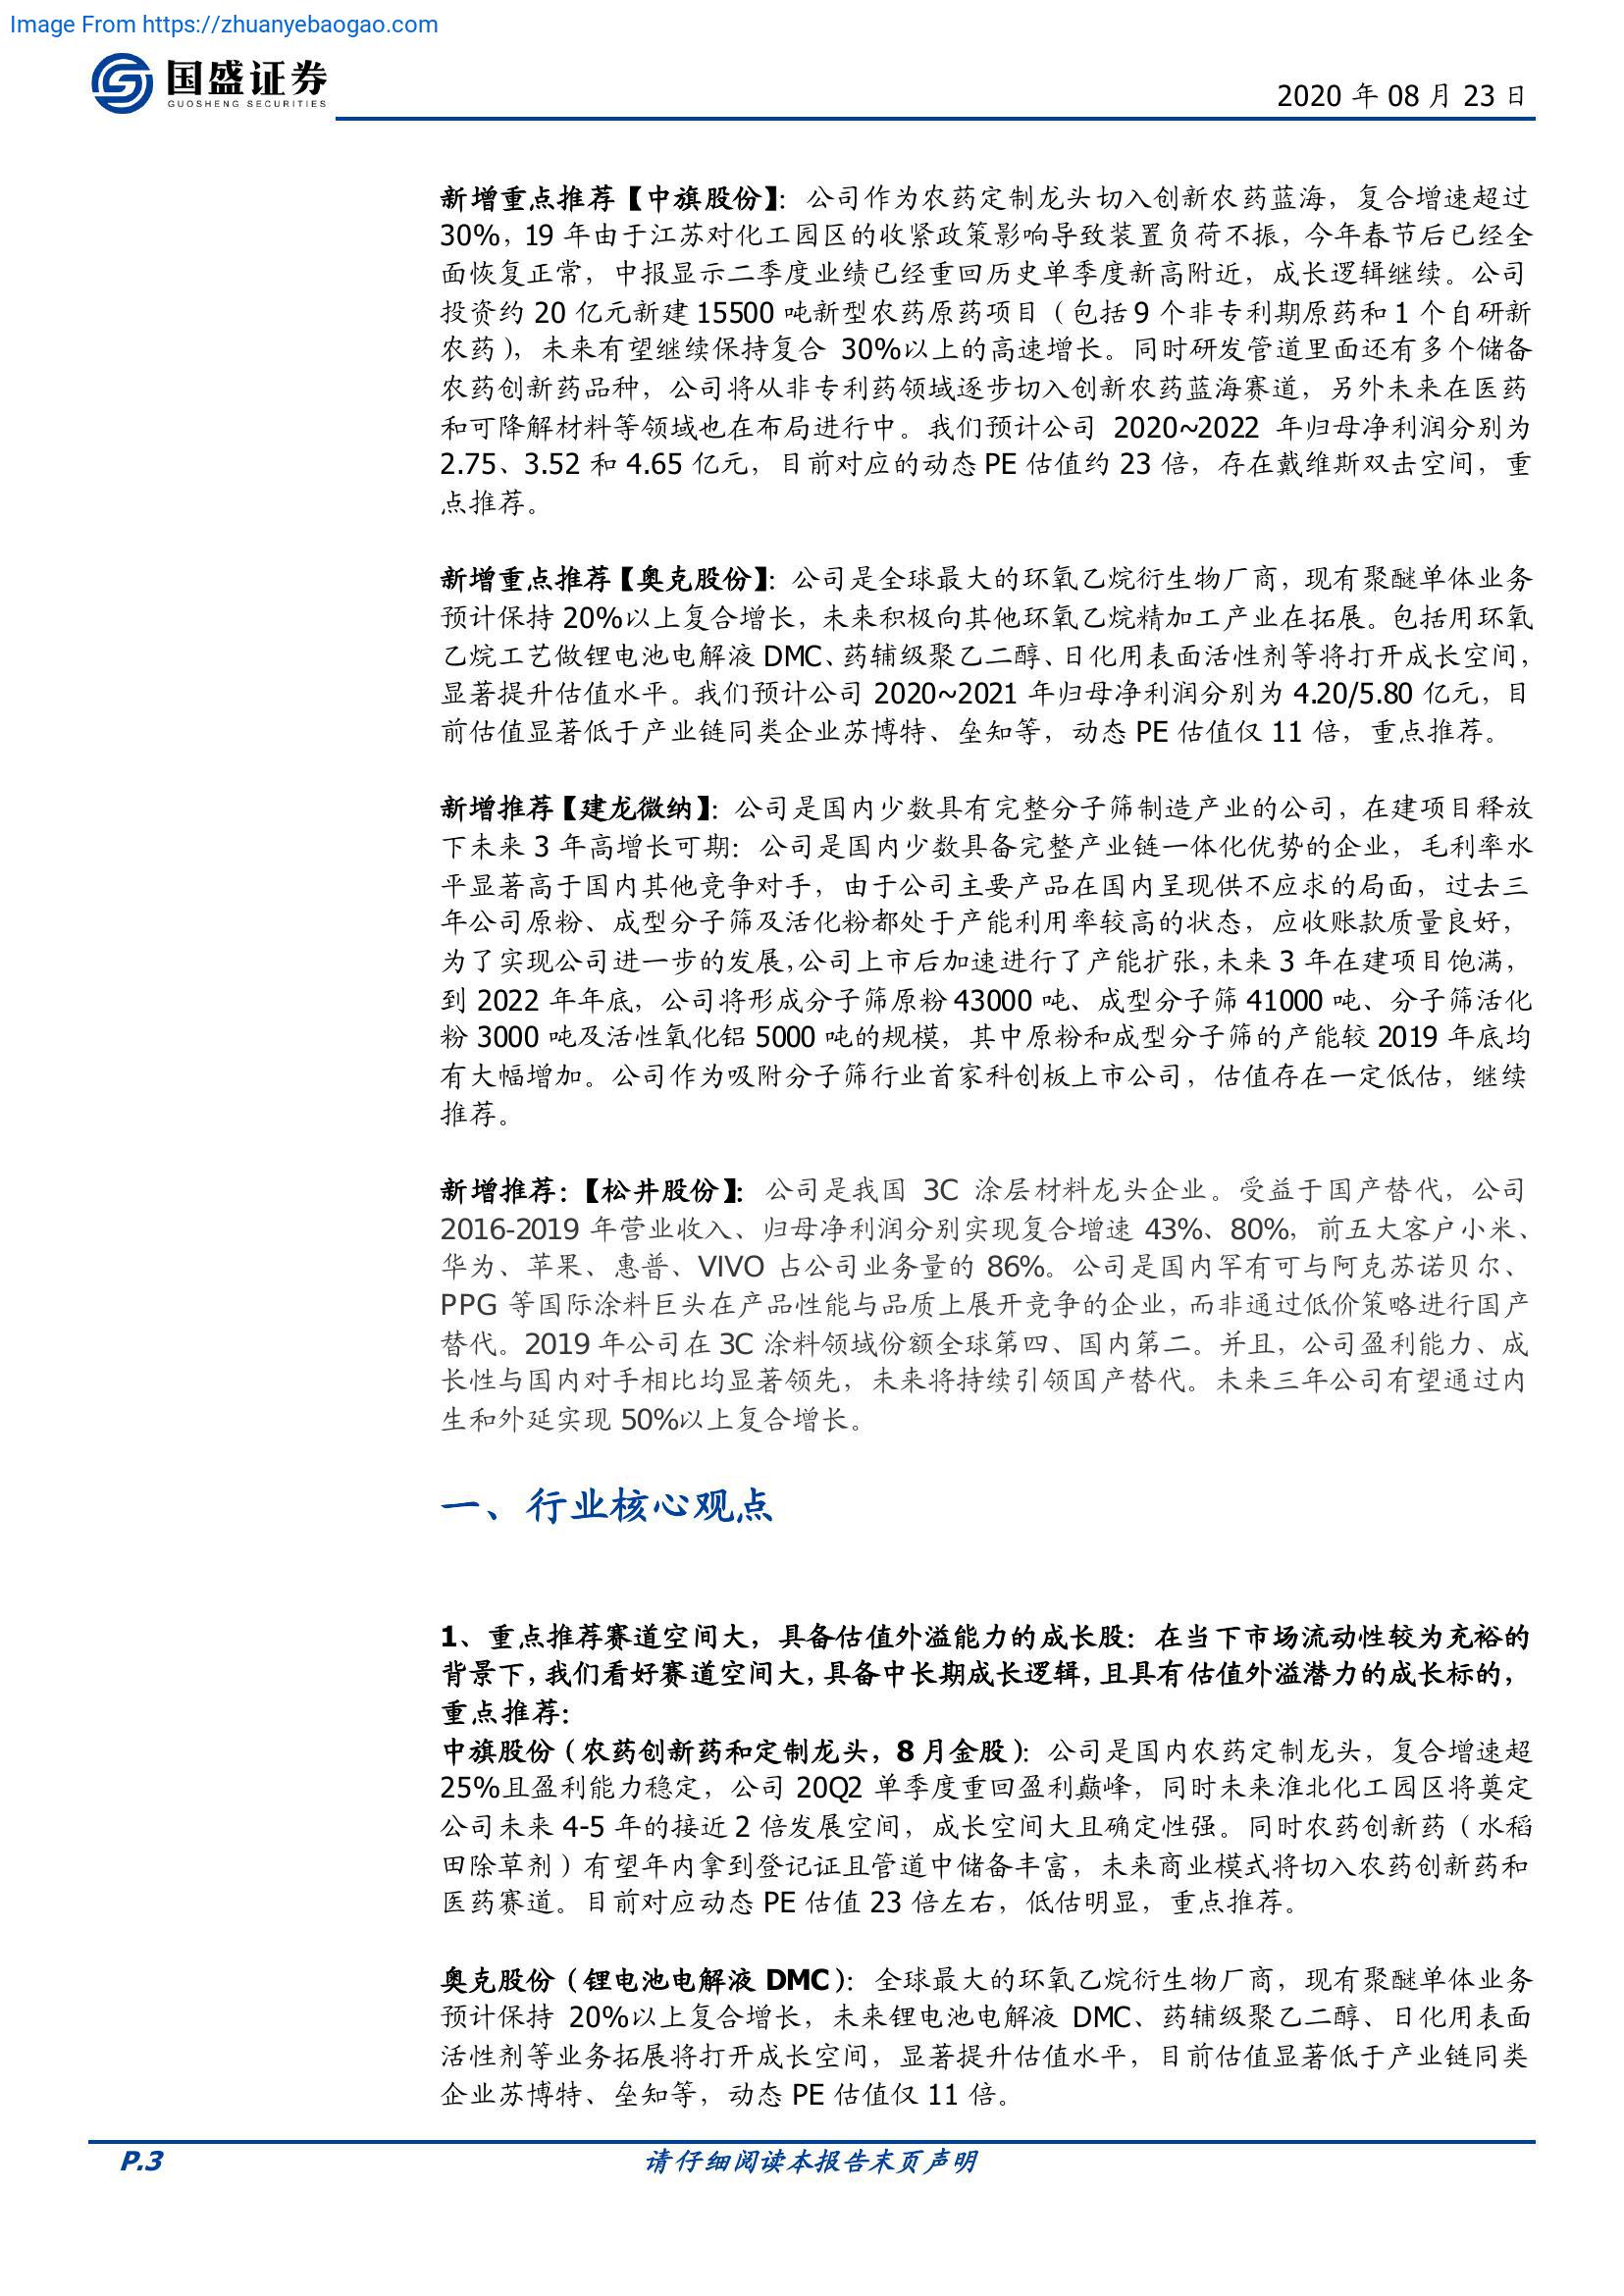 Image From https://zhuanyebaogao.com
国盛证券
GUOSHENG SECURITIES
2020 年 08 月 23 日
新增重点推荐【中旗股份】：公司作为农药定制龙头切入创新农药蓝海，复合增速超过
30%，19 年由于江苏对化工园区的收紧政策影响导致装置负荷不振，今年春节后已经全
面恢复正常，中报显示二季度业绩已经重回历史单季度新高附近，成长逻辑继续。公司
投资约 20 亿元新建 15500 吨新型农药原药项目（包括 9 个非专利期原药和 1 个自研新
农药），未来有望继续保持复合 30%以上的高速增长。同时研发管道里面还有多个储备
农药创新药品种，公司将从非专利药领域逐步切入创新农药蓝海赛道，另外未来在医药
和可降解材料等领域也在布局进行中。我们预计公司 2020~2022 年归母净利润分别为
2.75、3.52 和 4.65 亿元，目前对应的动态 PE 估值约 23 倍，存在戴维斯双击空间，重
点推荐。
新增重点推荐【奥克股份】：公司是全球最大的环氧乙烷衍生物厂商，现有聚醚单体业务
预计保持 20%以上复合增长，未来积极向其他环氧乙烷精加工产业在拓展。包括用环氧
乙烷工艺做锂电池电解液 DMC、药辅级聚乙二醇、日化用表面活性剂等将打开成长空间，
显著提升估值水平。我们预计公司 2020~2021 年归母净利润分别为 4.20/5.80 亿元，目
前估值显著低于产业链同类企业苏博特、垒知等，动态 PE 估值仅 11 倍，重点推荐。
新增推荐【建龙微纳】：公司是国内少数具有完整分子筛制造产业的公司，在建项目释放
下未来 3 年高增长可期：公司是国内少数具备完整产业链一体化优势的企业，毛利率水
平显著高于国内其他竞争对手，由于公司主要产品在国内呈现供不应求的局面，过去三
年公司原粉、成型分子筛及活化粉都处于产能利用率较高的状态，应收账款质量良好，
为了实现公司进一步的发展，公司上市后加速进行了产能扩张，未来 3 年在建项目饱满，
到 2022 年年底，公司将形成分子筛原粉 43000 吨、成型分子筛 41000 吨、分子筛活化
粉 3000 吨及活性氧化铝 5000 吨的规模，其中原粉和成型分子筛的产能较 2019 年底均
有大幅增加。公司作为吸附分子筛行业首家科创板上市公司，估值存在一定低估，继续
推荐。
新增推荐：【松井股份】：公司是我国 3C 涂层材料龙头企业。受益于国产替代，公司
2016-2019 年营业收入、归母净利润分别实现复合增速 43%、80%，前五大客户小米、
华为、苹果、惠普、VIVO 占公司业务量的 86%。公司是国内罕有可与阿克苏诺贝尔、
PPG 等国际涂料巨头在产品性能与品质上展开竞争的企业，而非通过低价策略进行国产
替代。2019 年公司在 3C 涂料领域份额全球第四、国内第二。并且，公司盈利能力、成
长性与国内对手相比均显著领先，未来将持续引领国产替代。未来三年公司有望通过内
生和外延实现 50%以上复合增长。
一、行业核心观点
1、重点推荐赛道空间大，具备估值外溢能力的成长股：在当下市场流动性较为充裕的
背景下，我们看好赛道空间大，具备中长期成长逻辑，且具有估值外溢潜力的成长标的，
重点推荐：
中旗股份（农药创新药和定制龙头，8 月金股）：公司是国内农药定制龙头，复合增速超
25%且盈利能力稳定，公司 20Q2 单季度重回盈利巅峰，同时未来淮北化工园区将奠定
公司未来 4-5 年的接近 2 倍发展空间，成长空间大且确定性强。同时农药创新药（水稻
田除草剂）有望年内拿到登记证且管道中储备丰富，未来商业模式将切入农药创新药和
医药赛道。目前对应动态 PE 估值 23 倍左右，低估明显，重点推荐。
奥克股份（锂电池电解液 DMC）：全球最大的环氧乙烷衍生物厂商，现有聚醚单体业务
预计保持 20%以上复合增长，未来锂电池电解液 DMC、药辅级聚乙二醇、日化用表面
活性剂等业务拓展将打开成长空间，显著提升估值水平，目前估值显著低于产业链同类
企业苏博特、垒知等，动态 PE 估值仅 11 倍。
P.3
请仔细阅读本报告末页声明